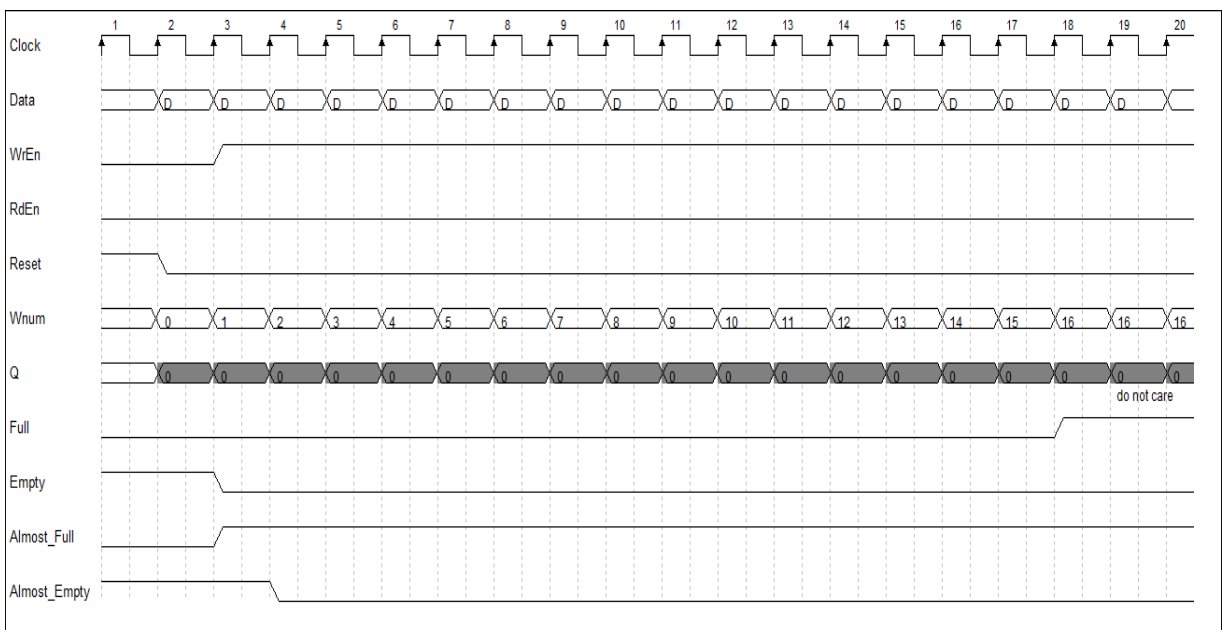 1 2 3 4 5 6 7 8 9 10 11 12 13 14 15 16 17 18 19 20
Clock
Data D D D D D D D D D D D D D D D D D D
WrEn
RdEn
Reset
Wnum 0 1 2 3 4 5 6 7 8 9 10 11 12 13 14 15 16 16 16
Q 0 0 0 0 0 0 0 0 0 0 0 0 0 0 0 0 0 0 0
do not care
Full
Empty
Almost_Full
Almost_Empty